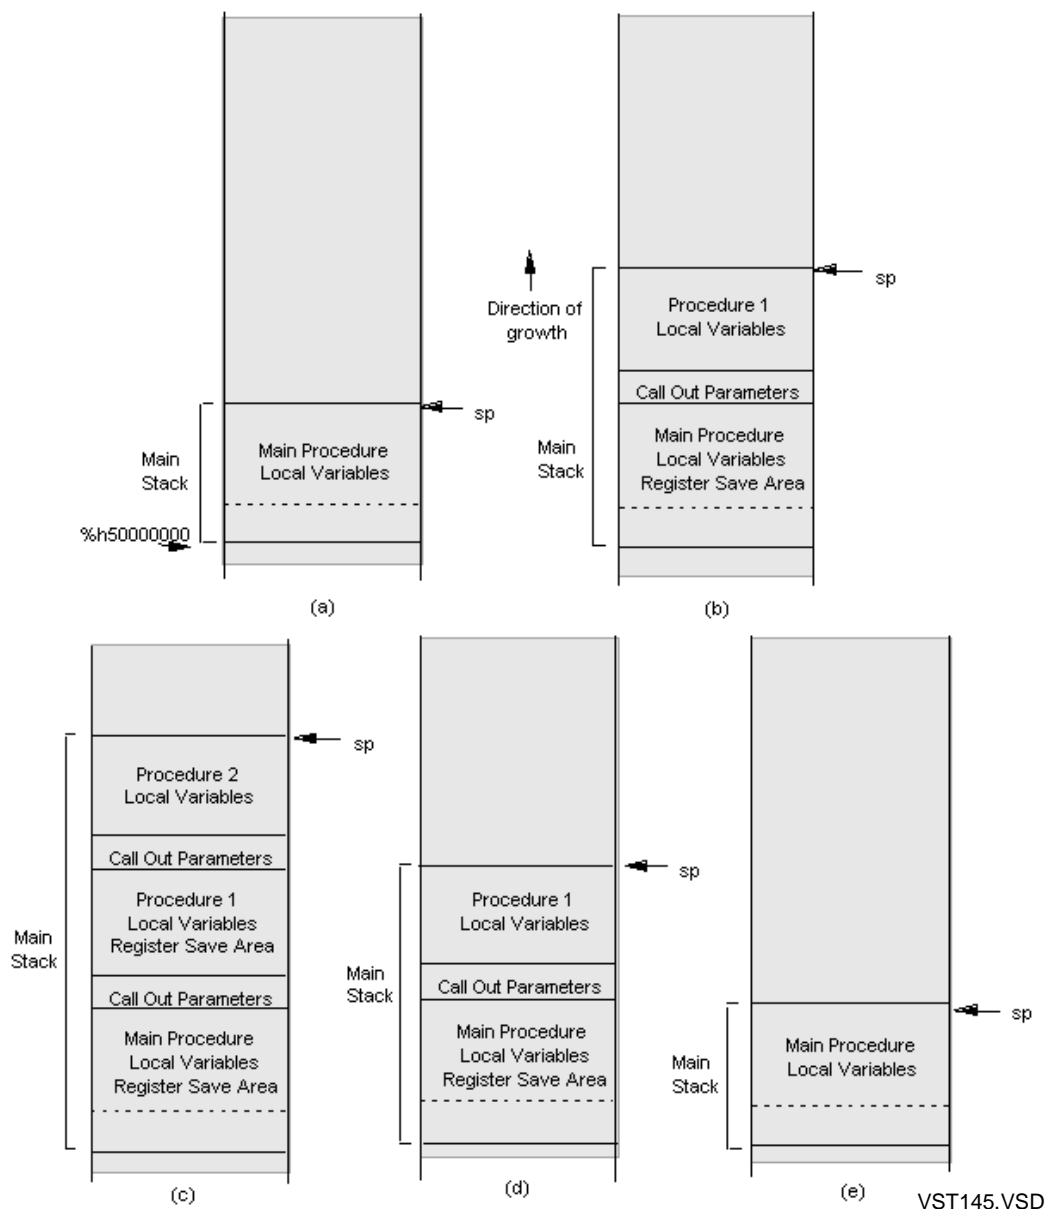 sp
Main Procedure
Local Variables
Main
Stack
%h50000000
(a)
sp
Direction of
growth
Procedure 1
Local Variables
Call Out Parameters
Main Procedure
Local Variables
Register Save Area
Main
Stack
(b)
sp
Procedure 2
Local Variables
Call Out Parameters
Procedure 1
Local Variables
Register Save Area
Main
Stack
Call Out Parameters
Main Procedure
Local Variables
Register Save Area
(c)
sp
Procedure 1
Local Variables
Main
Stack
Call Out Parameters
Main Procedure
Local Variables
Register Save Area
(d)
sp
Main Procedure
Local Variables
Main
Stack
(e)
VST145.VSD